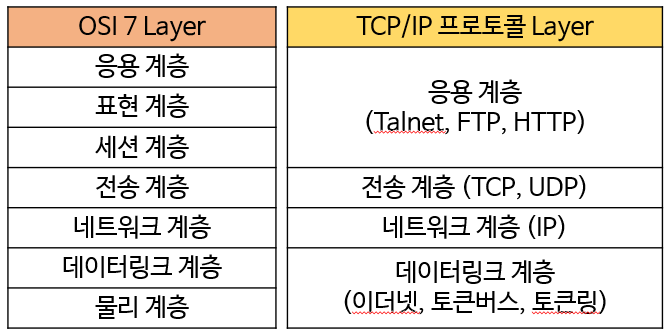 OSI 7 Layer
응용 계층
표현 계층
세션 계층
전송 계층
네트워크 계층
데이터링크 계층
물리 계층
TCP/IP 프로토콜 Layer
응용 계층
(Talnet, FTP, HTTP)
전송 계층 (TCP, UDP)
네트워크 계층 (IP)
데이터링크 계층
(이더넷, 토큰버스, 토큰링)